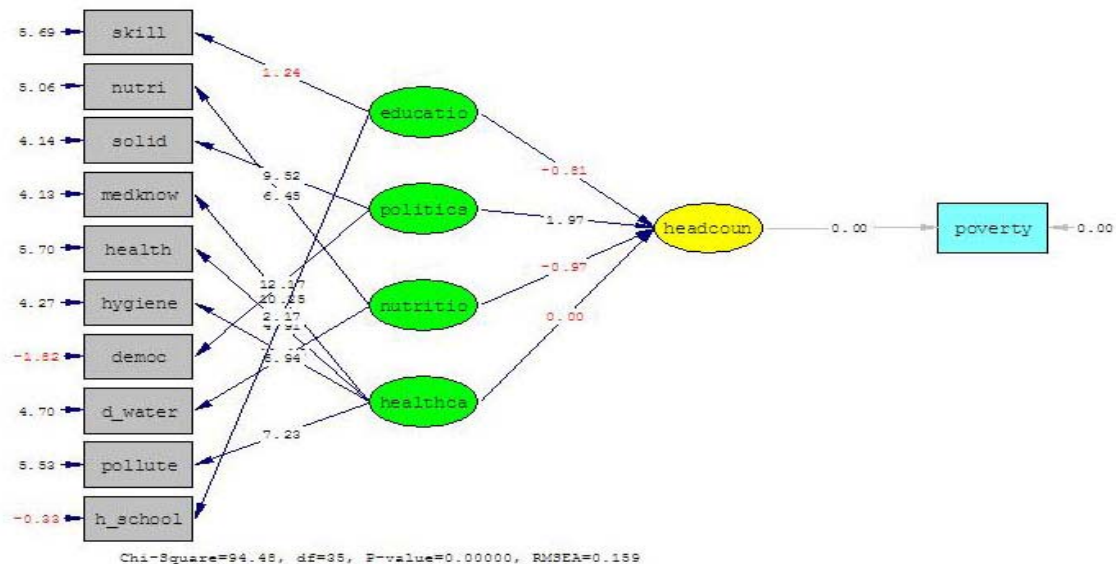 5.69 skill
1.24
5.06 nutri
educatio
4.14 solid
-0.81
9.52
4.13 medknow
6.45
politics
1.97
headcoun
0.00
poverty
0.00
5.70 health
-0.97
12.17
10.25
2.17
4.91
4.27 hygiene
nutritio
0.00
-1.52 democ
8.94
4.70 d_water
healthca
7.23
5.53 pollute
-0.33 h_school
Chi-Square=94.48, df=35, P-value=0.00000, RMSEA=0.159